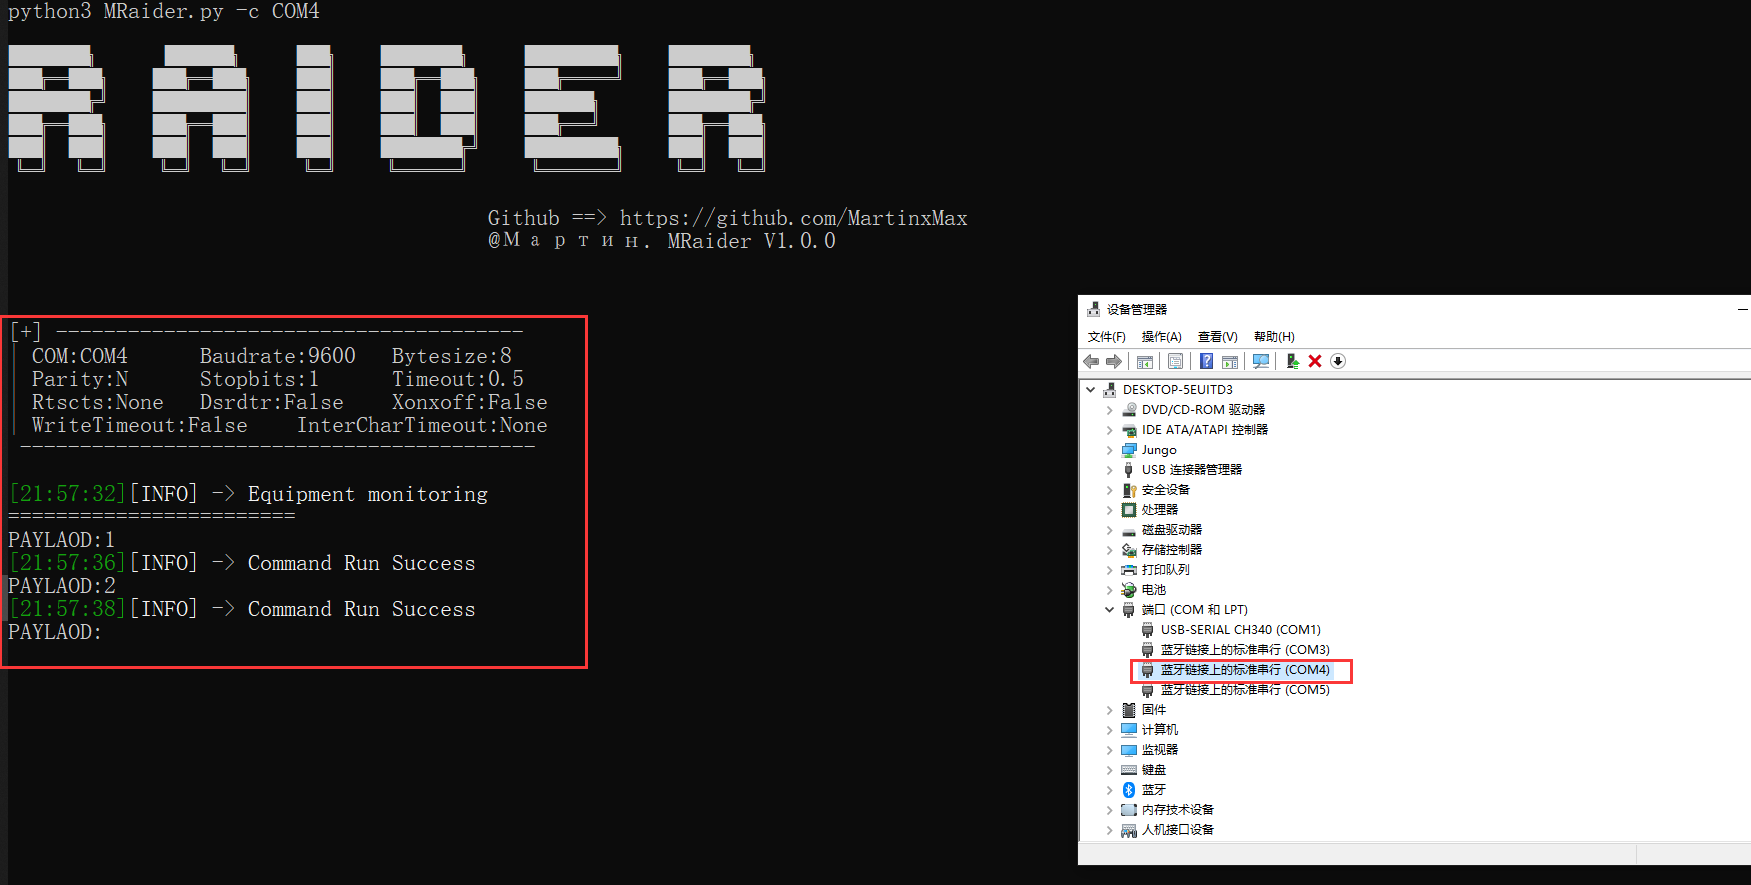 python3 MRaider.py -c COM4
RAIDER
Github ==> https://github.com/MartinxMax
@Мартин. MRaider V1.0.0
[+] ---------------------------------------
| COM:COM4 Baudrate:9600 Bytesize:8
| Parity:N Stopbits:1 Timeout:0.5
| Rtscts:None Dsrdtr:False Xonxoff:False
| WriteTimeout:False InterCharTimeout:None
-------------------------------------------
[21:57:32][INFO] -> Equipment monitoring
========================
PAYLAOD:1
[21:57:36][INFO] -> Command Run Success
PAYLAOD:2
[21:57:38][INFO] -> Command Run Success
PAYLAOD:
设备管理器
文件(F) 操作(A) 查看(V) 帮助(H)
DESKTOP-5EUITD3
DVD/CD-ROM 驱动器
IDE ATA/ATAPI 控制器
Jungo
USB 连接器管理器
安全设备
处理器
磁盘驱动器
存储控制器
打印队列
电池
端口 (COM 和 LPT)
USB-SERIAL CH340 (COM1)
蓝牙链接上的标准串行 (COM3)
蓝牙链接上的标准串行 (COM4)
蓝牙链接上的标准串行 (COM5)
固件
计算机
监视器
键盘
蓝牙
内存技术设备
人机接口设备